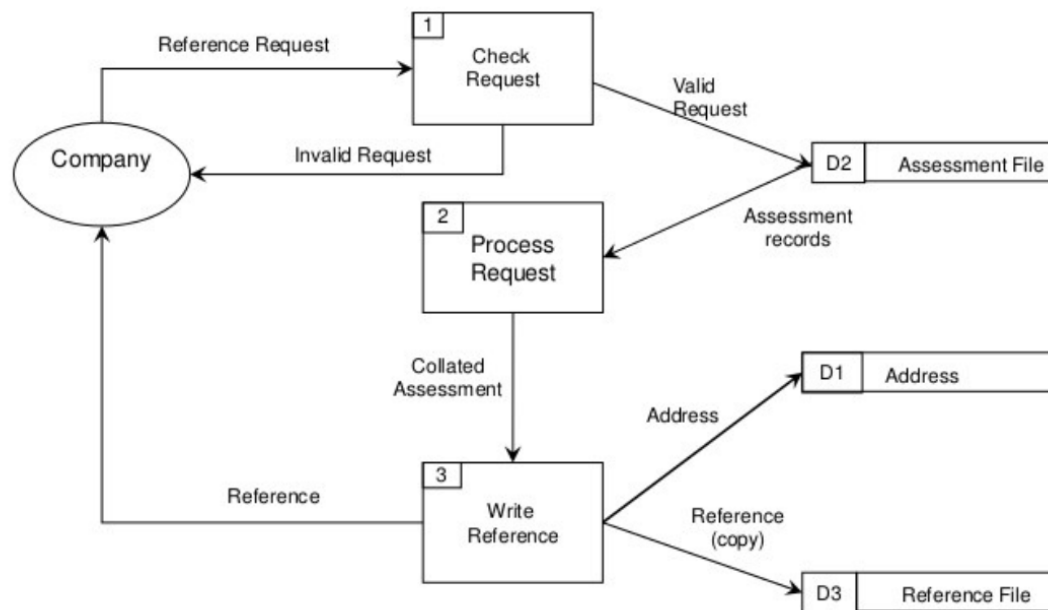 1
Reference Request
Check
Request
Valid
Request
Company
Invalid Request
D2 Assessment File
2
Assessment
records
Process
Request
Collated
Assessment
D1 Address
Address
3
Reference
Write
Reference
Reference
(copy)
D3 Reference File